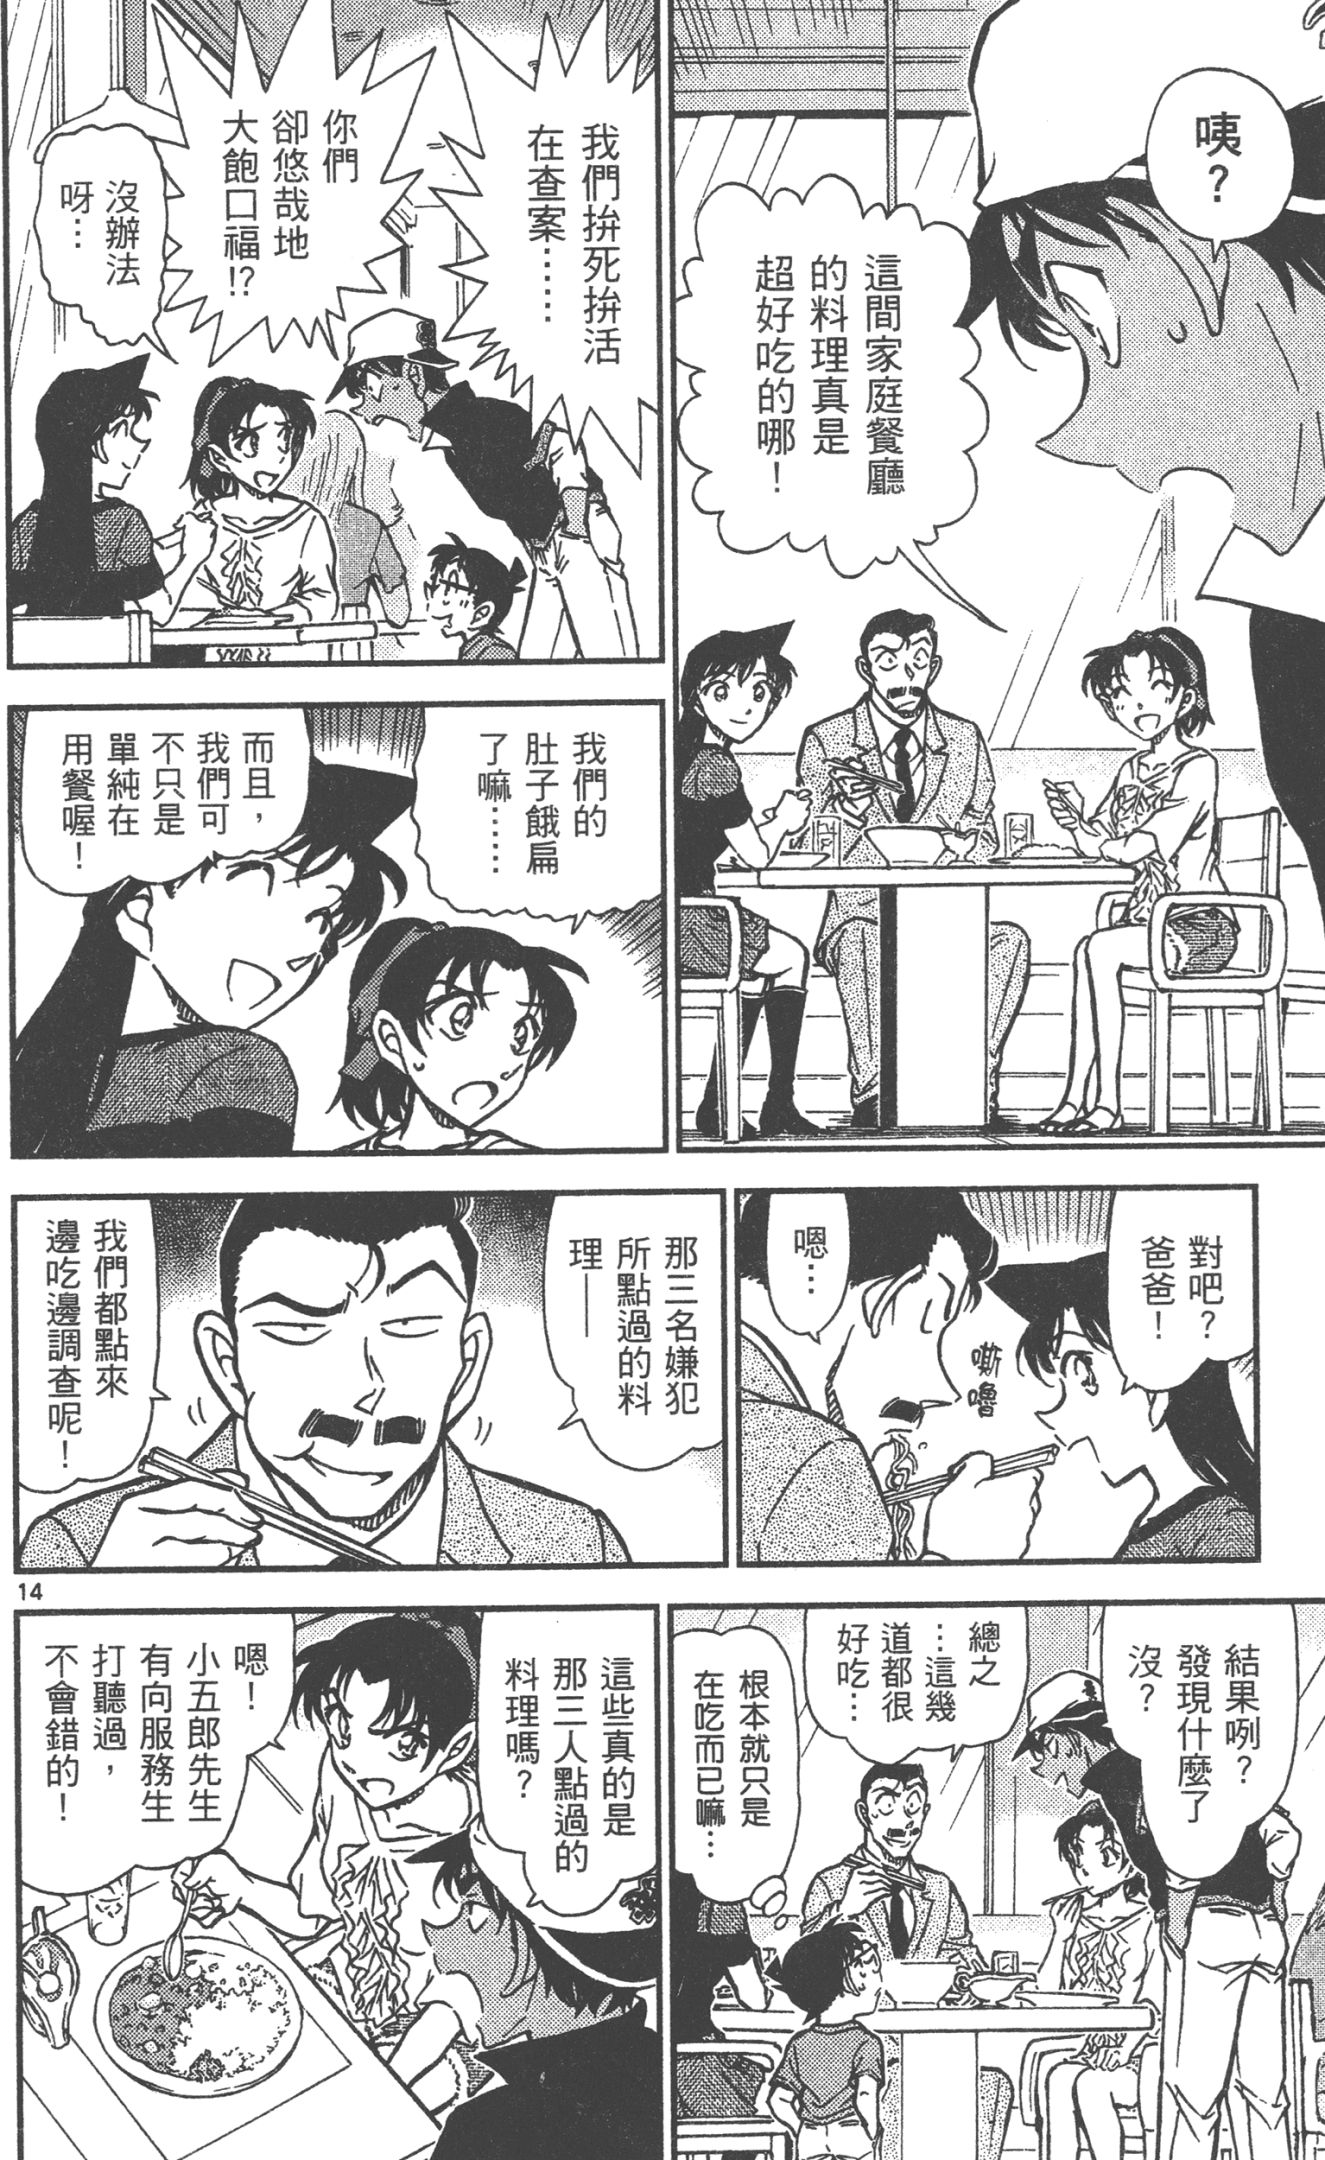 咦?
這間家庭餐廳
的料理真是
超好吃的哪!
我們拚死拚活
在查案……
你們
卻悠哉地
大飽口福!?
沒辦法
呀…
我們的
肚子餓扁
了嘛……
而且,
我們可
不只是
單純在
用餐喔!
對吧?
爸爸!
嘶嚕
嗯…
那三名嫌犯
所點過的料
理──
我們都點來
邊吃邊調查呢!
14
結果咧?
發現什麼了
沒?
總之
…這幾
道都很
好吃…
根本就只是
在吃而已嘛…
這些真的是
那三人點過的
料理嗎?
嗯!
小五郎先生
有向服務生
打聽過,
不會錯的!